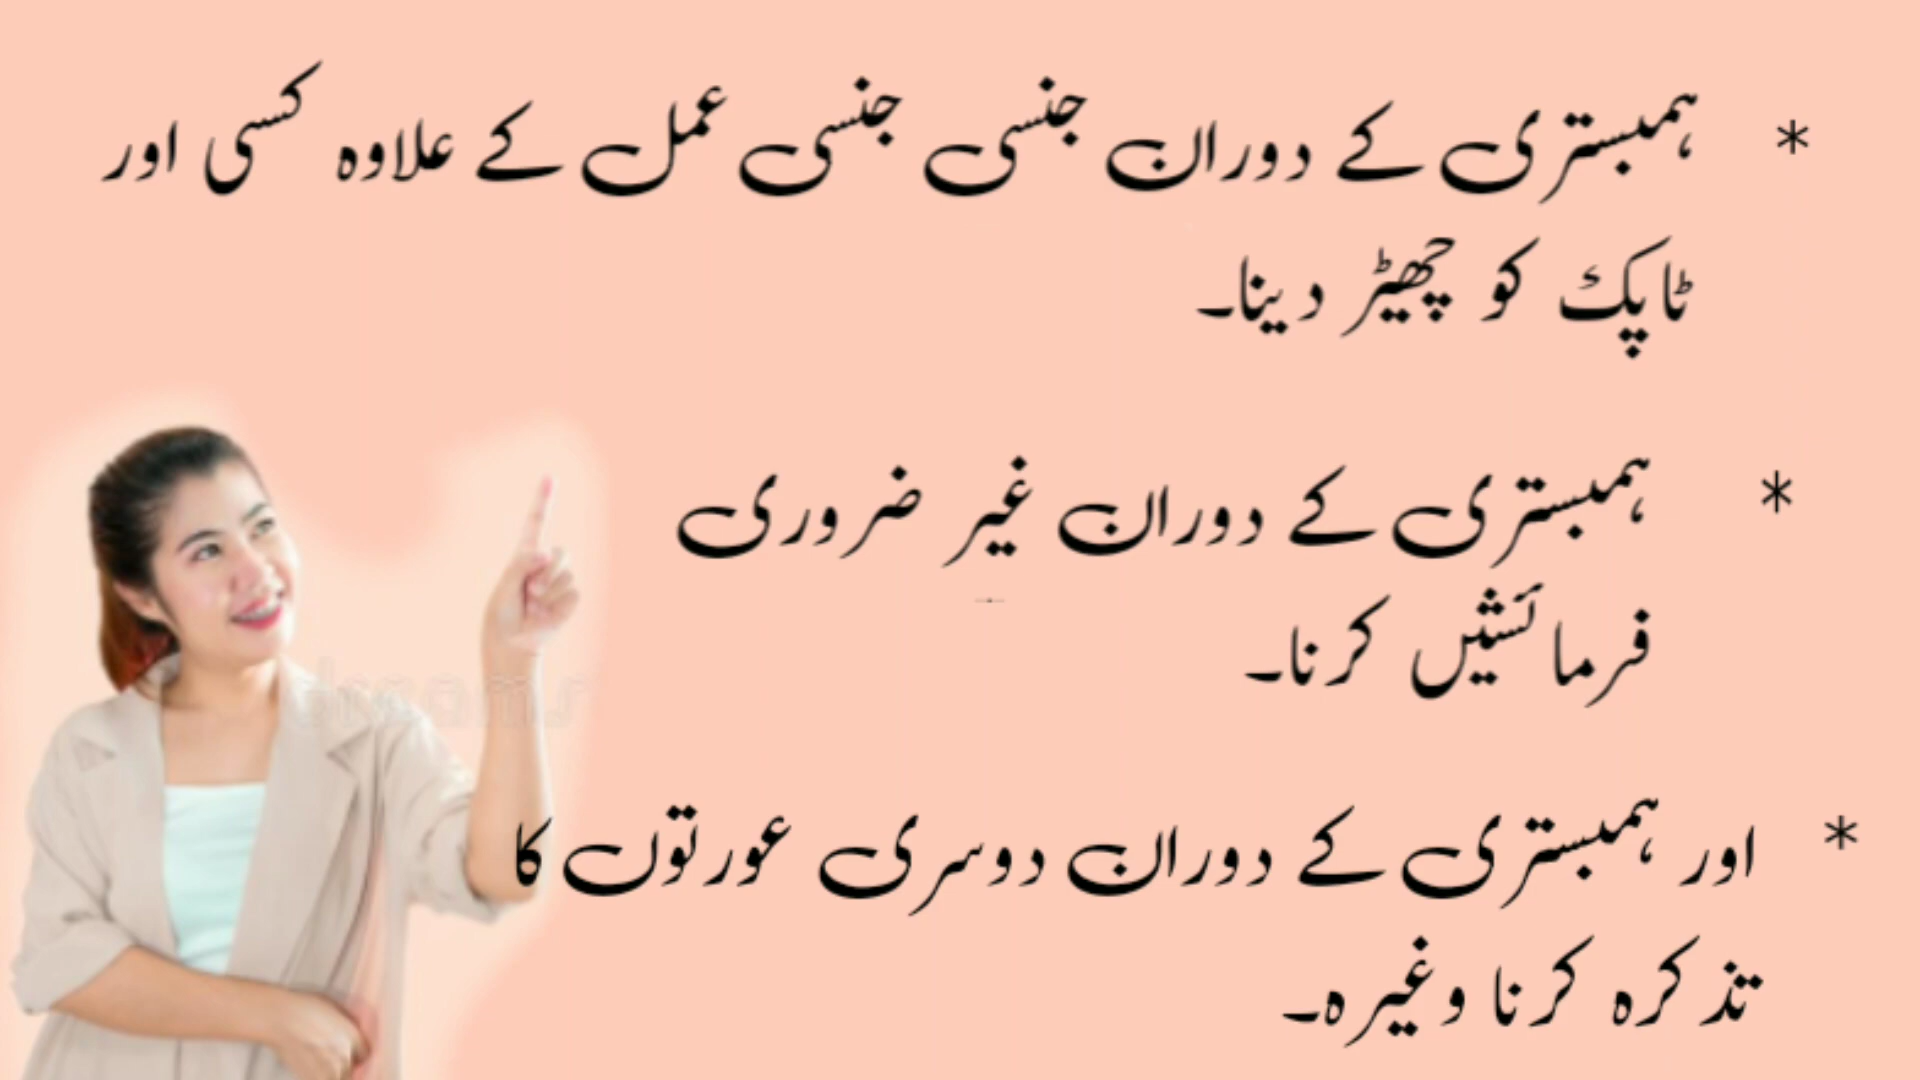 * ہمبستری کے دوران جنسی جنسی عمل کے علاوہ کسی اور
ٹاپک کو چھیڑ دینا۔
* ہمبستری کے دوران غیر ضروری
فرمائشیں کرنا۔
* اور ہمبستری کے دوران دوسری عورتوں کا
تذکرہ کرنا وغیرہ۔